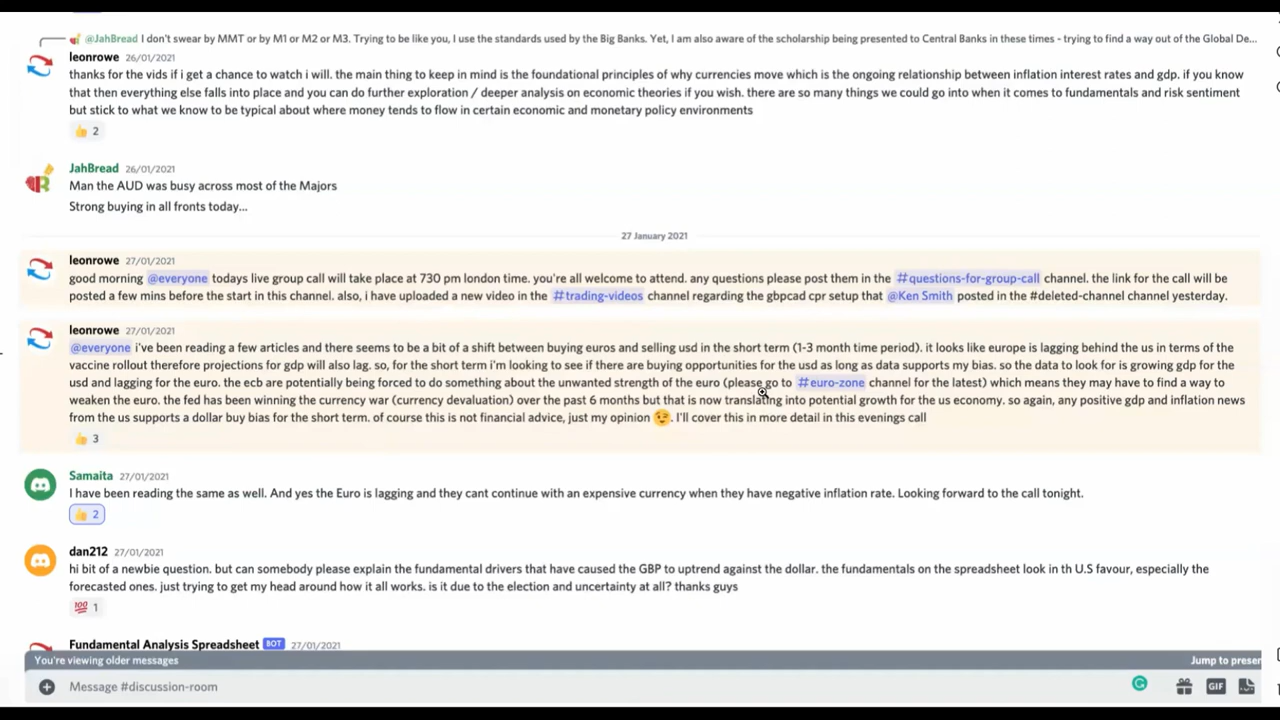 @JahBread I don't swear by MMT or by M1 or M2 or M3. Trying to be like you, I use the standards used by the Big Banks. Yet, I am also aware of the scholarship being presented to Central Banks in these times - trying to find a way out of the Global De...
leonrowe 26/01/2021
thanks for the vids if i get a chance to watch i will. the main thing to keep in mind is the foundational principles of why currencies move which is the ongoing relationship between inflation interest rates and gdp. if you know
that then everything else falls into place and you can do further exploration / deeper analysis on economic theories if you wish. there are so many things we could go into when it comes to fundamentals and risk sentiment
but stick to what we know to be typical about where money tends to flow in certain economic and monetary policy environments
👍 2
JahBread 26/01/2021
Man the AUD was busy across most of the Majors
Strong buying in all fronts today...
27 January 2021
leonrowe 27/01/2021
good morning @everyone todays live group call will take place at 730 pm london time. you're all welcome to attend. any questions please post them in the #questions-for-group-call channel. the link for the call will be
posted a few mins before the start in this channel. also, i have uploaded a new video in the #trading-videos channel regarding the gbpcad cpr setup that @Ken Smith posted in the #deleted-channel channel yesterday.
leonrowe 27/01/2021
@everyone i've been reading a few articles and there seems to be a bit of a shift between buying euros and selling usd in the short term (1-3 month time period). it looks like europe is lagging behind the us in terms of the
vaccine rollout therefore projections for gdp will also lag. so, for the short term i'm looking to see if there are buying opportunities for the usd as long as data supports my bias. so the data to look for is growing gdp for the
usd and lagging for the euro. the ecb are potentially being forced to do something about the unwanted strength of the euro (please go to #euro-zone channel for the latest) which means they may have to find a way to
weaken the euro. the fed has been winning the currency war (currency devaluation) over the past 6 months but that is now translating into potential growth for the us economy. so again, any positive gdp and inflation news
from the us supports a dollar buy bias for the short term. of course this is not financial advice, just my opinion 😉. I'll cover this in more detail in this evenings call
👍 3
Samaita 27/01/2021
I have been reading the same as well. And yes the Euro is lagging and they cant continue with an expensive currency when they have negative inflation rate. Looking forward to the call tonight.
👍 2
dan212 27/01/2021
hi bit of a newbie question. but can somebody please explain the fundamental drivers that have caused the GBP to uptrend against the dollar. the fundamentals on the spreadsheet look in th U.S favour, especially the
forecasted ones. just trying to get my head around how it all works. is it due to the election and uncertainty at all? thanks guys
💯 1
Fundamental Analysis Spreadsheet BOT 27/01/2021
You're viewing older messages Jump to presen
Message #discussion-room GIF